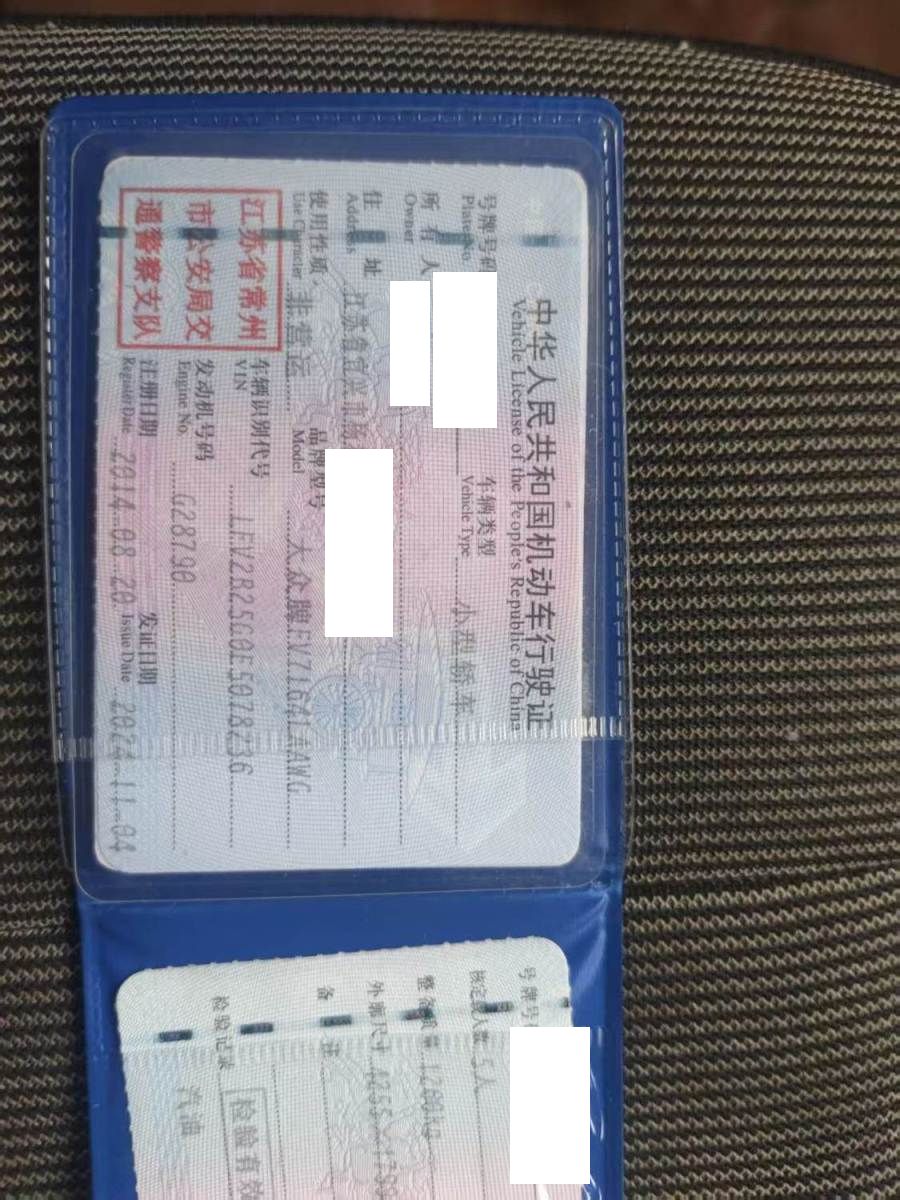 中华人民共和国机动车行驶证
Vehicle License of the People's Republic of China
号牌号码
Plate No.
车辆类型 小型轿车
Vehicle Type
所有人
Owner
住址 江苏省宜兴市
Address
使用性质 非营运
Use Character
品牌型号 大众牌FV7164LAAWG
Model
江苏省常州
市公安局交
通警察支队
车辆识别代号
VIN LFV2B25G0E5078236
发动机号码 G28790
Engine No.
注册日期 2014-08-20
Register Date
发证日期
Issue Date
号牌号
核定载人数 5人
整备质量 1280kg
外廓尺寸 4255
备注
检验记录 检验有效
汽油